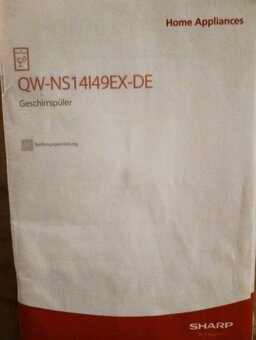 Home Appliances
QW-NS14I49EX-DE
Geschirrspüler
Bedienungsanleitung
SHARP